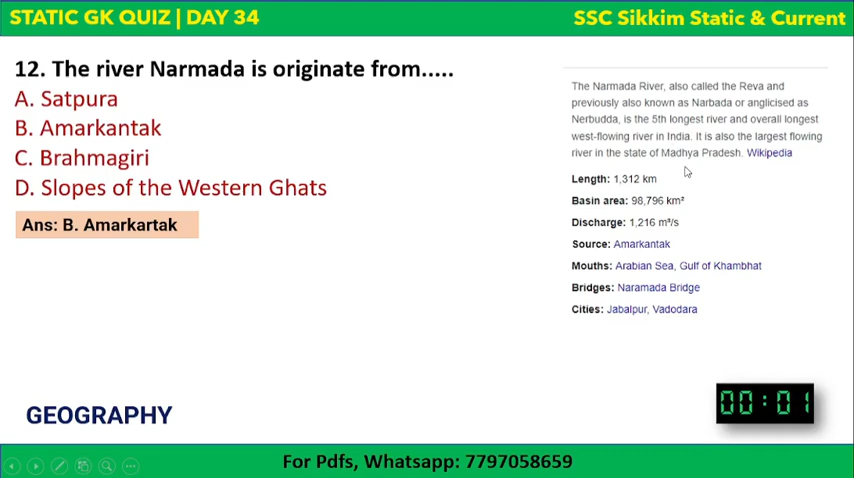 STATIC GK QUIZ | DAY 34
SSC Sikkim Static & Current
12. The river Narmada is originate from.....
A. Satpura
B. Amarkantak
C. Brahmagiri
D. Slopes of the Western Ghats
Ans: B. Amarkartak
The Narmada River, also called the Reva and
previously also known as Narbada or anglicised as
Nerbudda, is the 5th longest river and overall longest
west-flowing river in India. It is also the largest flowing
river in the state of Madhya Pradesh. Wikipedia
Length: 1,312 km
Basin area: 98,796 km²
Discharge: 1,216 m³/s
Source: Amarkantak
Mouths: Arabian Sea, Gulf of Khambhat
Bridges: Naramada Bridge
Cities: Jabalpur, Vadodara
00:01
GEOGRAPHY
For Pdfs, Whatsapp: 7797058659